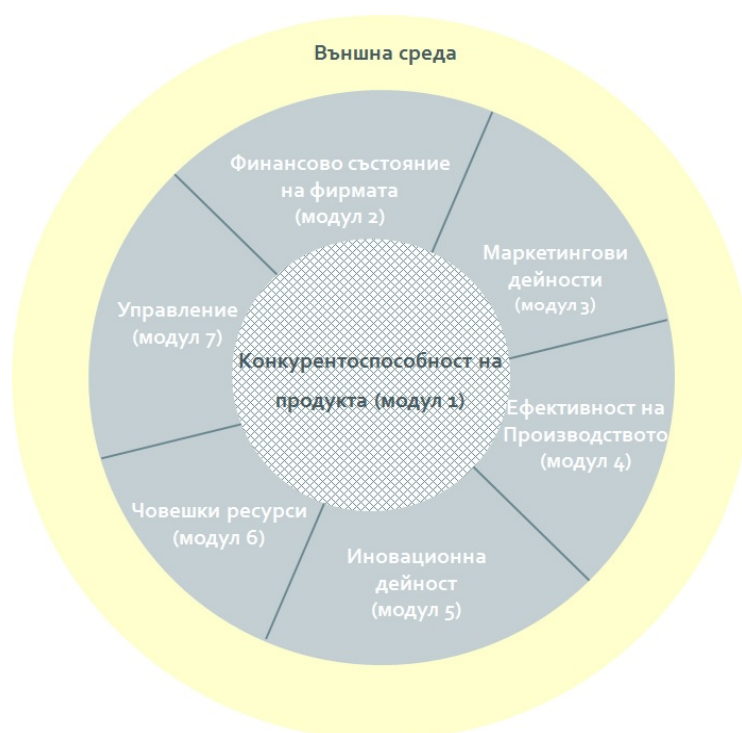 Външна среда
Финансово състояние
на фирмата
(модул 2)
Маркетингови
дейности
(модул 3)
Управление
(модул 7)
Конкурентоспособност на
продукта (модул 1)
Ефективност на
Производството
(модул 4)
Човешки ресурси
(модул 6)
Иновационна
дейност
(модул 5)